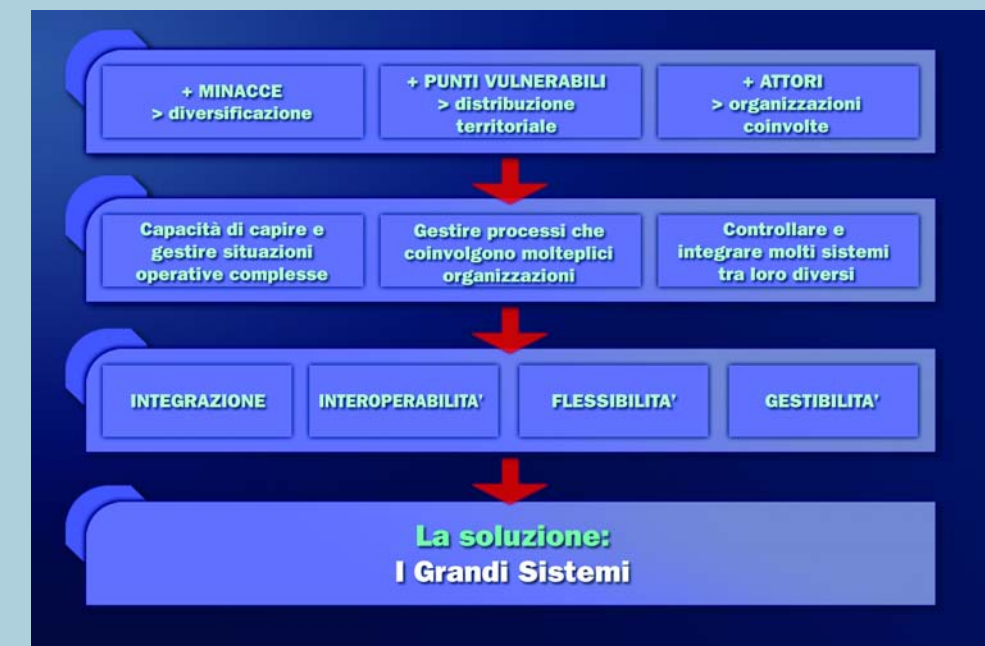 + MINACCE
> diversificazione
+ PUNTI VULNERABILI
> distribuzione
territoriale
+ ATTORI
> organizzazioni
coinvolte
Capacità di capire e
gestire situazioni
operative complesse
Gestire processi che
coinvolgono molteplici
organizzazioni
Controllare e
integrare molti sistemi
tra loro diversi
INTEGRAZIONE
INTEROPERABILITA'
FLESSIBILITA'
GESTIBILITA'
La soluzione:
I Grandi Sistemi